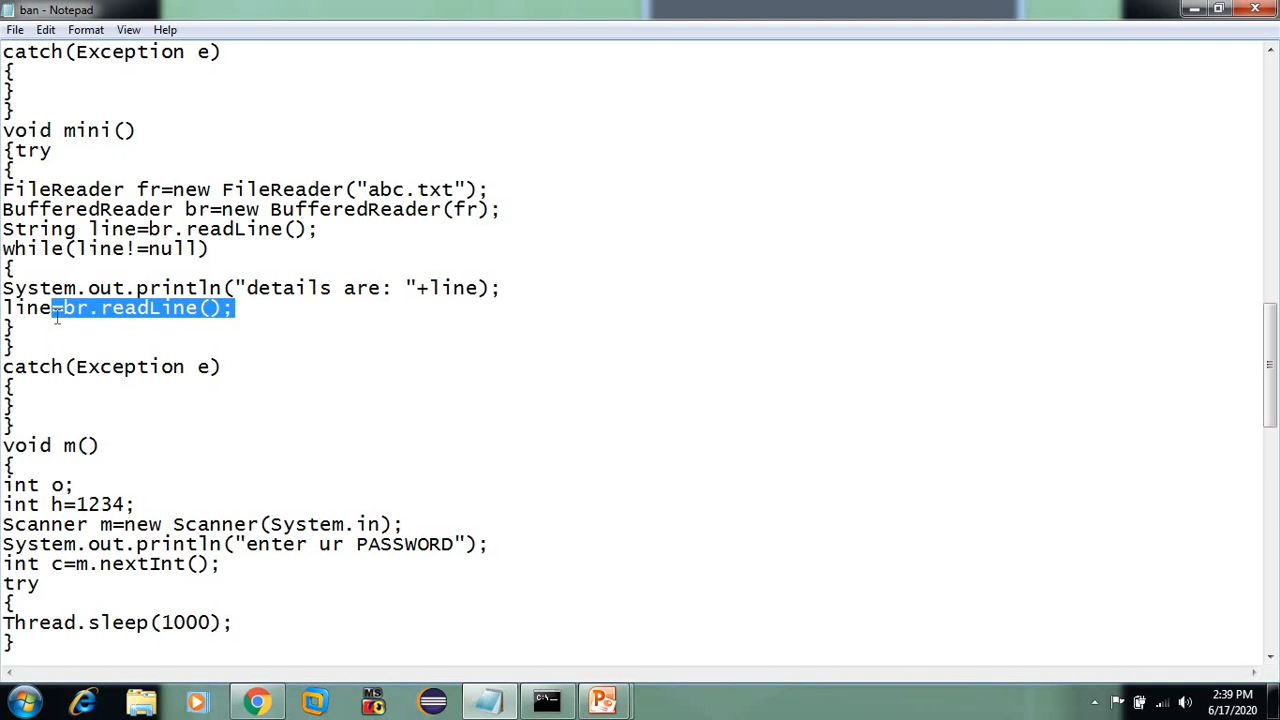 ban - Notepad
File Edit Format View Help
catch(Exception e)
{
}
}
void mini()
{try
{
FileReader fr=new FileReader("abc.txt");
BufferedReader br=new BufferedReader(fr);
String line=br.readLine();
while(line!=null)
{
System.out.println("details are: "+line);
line=br.readLine();
}
}
catch(Exception e)
{
}
}
void m()
{
int o;
int h=1234;
Scanner m=new Scanner(System.in);
System.out.println("enter ur PASSWORD");
int c=m.nextInt();
try
{
Thread.sleep(1000);
}
MS
2:39 PM
6/17/2020